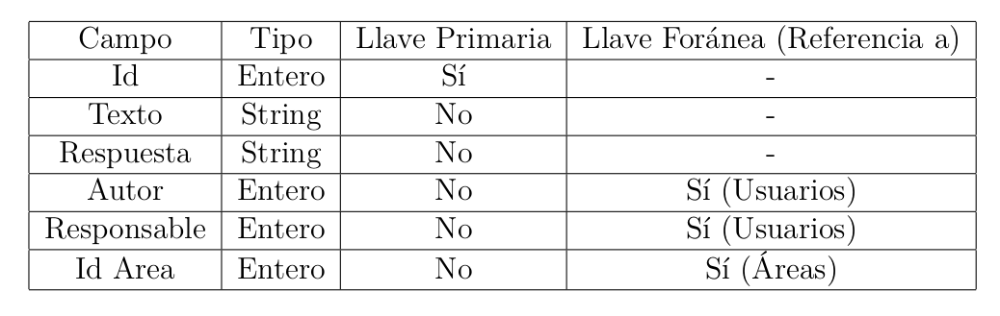 Campo Tipo Llave Primaria Llave Foránea (Referencia a)
Id Entero Sí -
Texto String No -
Respuesta String No -
Autor Entero No Sí (Usuarios)
Responsable Entero No Sí (Usuarios)
Id Area Entero No Sí (Áreas)